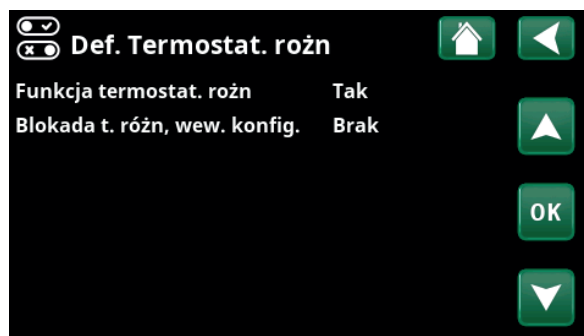 Def. Termostat. rożn
Funkcja termostat. rożn Tak
Blokada t. różn, wew. konfig. Brak
OK